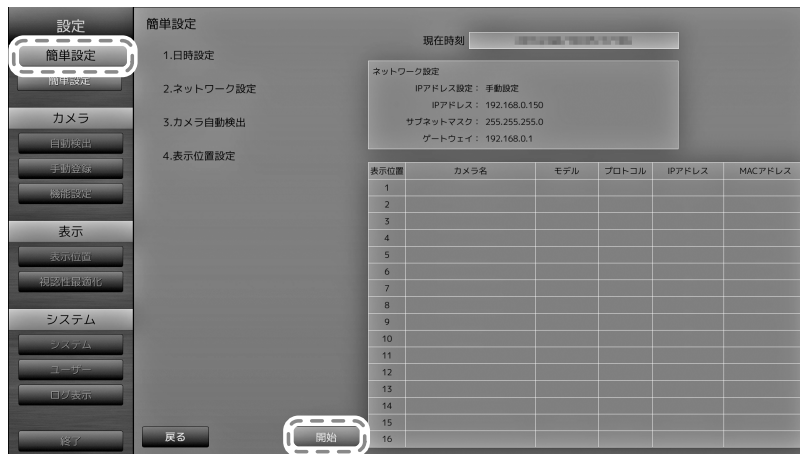 設定
簡単設定
簡単設定
カメラ
自動検出
手動登録
機能設定
表示
表示位置
視認性最適化
システム
システム
ユーザー
ログ表示
終了
簡単設定
1.日時設定
2.ネットワーク設定
3.カメラ自動検出
4.表示位置設定
戻る
開始
現在時刻
ネットワーク設定
IPアドレス設定： 手動設定
IPアドレス： 192.168.0.150
サブネットマスク： 255.255.255.0
ゲートウェイ： 192.168.0.1
表示位置 カメラ名 モデル プロトコル IPアドレス MACアドレス
1
2
3
4
5
6
7
8
9
10
11
12
13
14
15
16